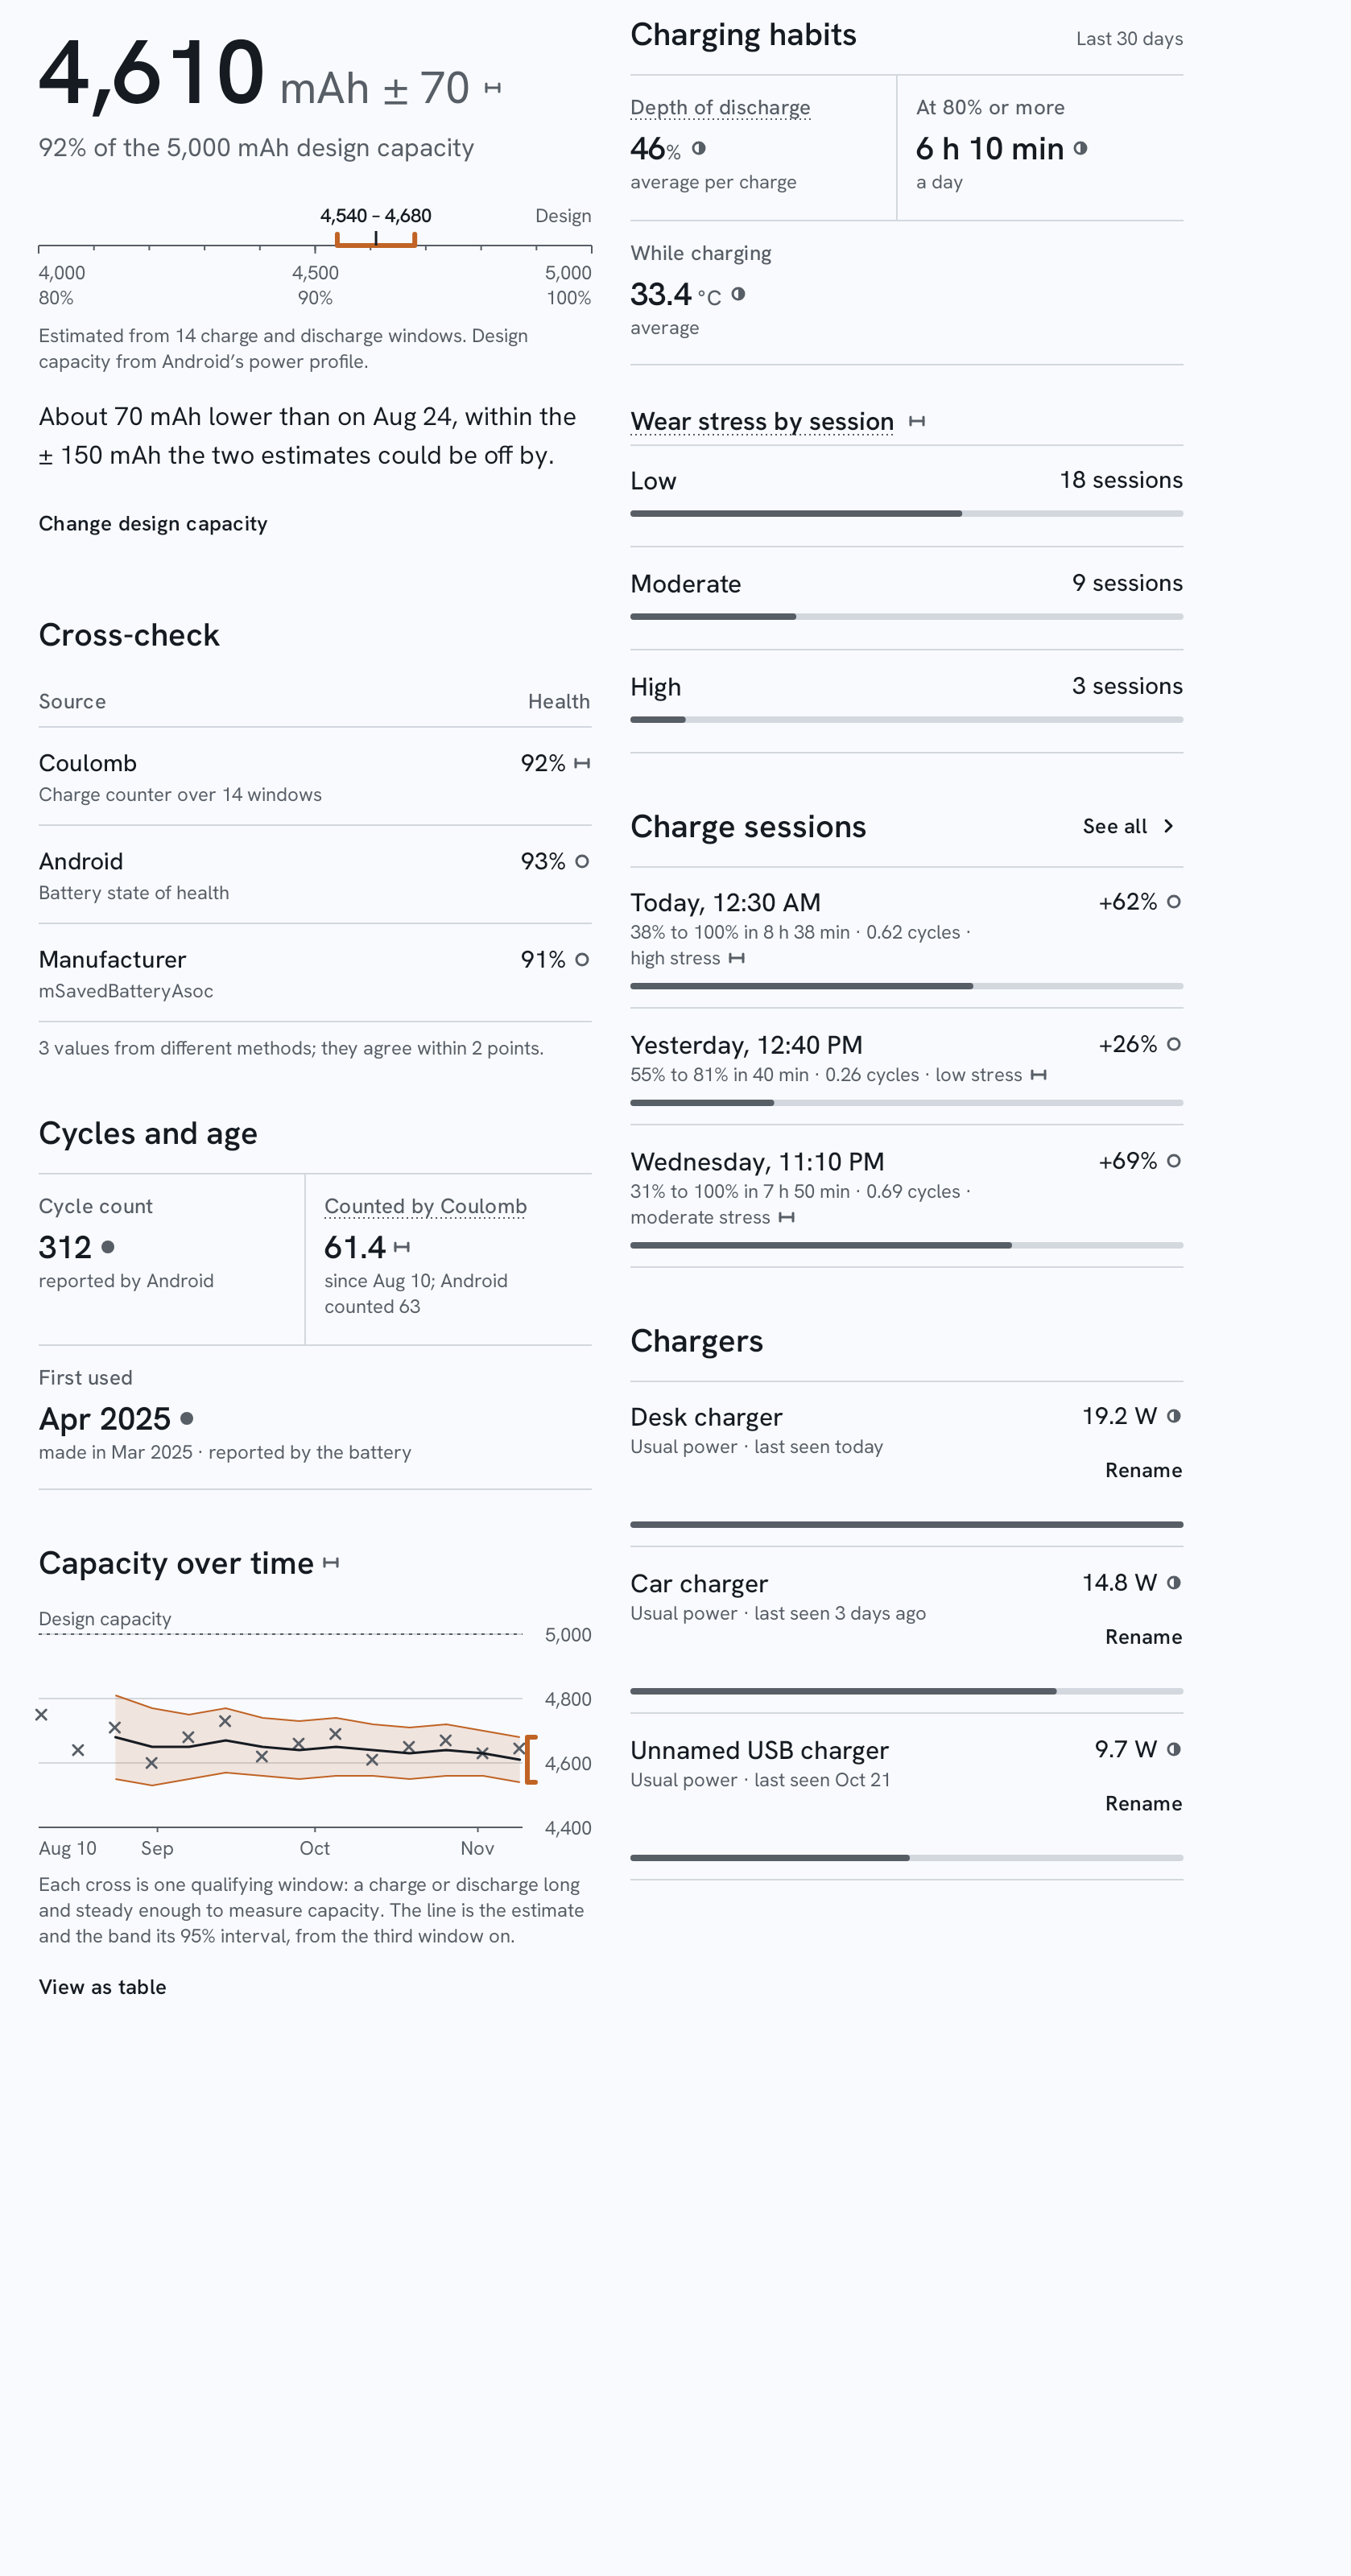 4,610 mAh ± 70
92% of the 5,000 mAh design capacity
4,540 – 4,680
Design
4,000
4,500
5,000
80%
90%
100%
Estimated from 14 charge and discharge windows. Design
capacity from Android’s power profile.
About 70 mAh lower than on Aug 24, within the
± 150 mAh the two estimates could be off by.
Change design capacity
Cross-check
Source
Health
Coulomb
92%
Charge counter over 14 windows
Android
93%
Battery state of health
Manufacturer
91%
mSavedBatteryAsoc
3 values from different methods; they agree within 2 points.
Cycles and age
Cycle count
312
reported by Android
Counted by Coulomb
61.4
since Aug 10; Android
counted 63
First used
Apr 2025
made in Mar 2025 · reported by the battery
Capacity over time
Design capacity
5,000
4,800
4,600
4,400
Aug 10
Sep
Oct
Nov
Each cross is one qualifying window: a charge or discharge long
and steady enough to measure capacity. The line is the estimate
and the band its 95% interval, from the third window on.
View as table
Charging habits
Last 30 days
Depth of discharge
46%
average per charge
At 80% or more
6 h 10 min
a day
While charging
33.4 °C
average
Wear stress by session
Low
18 sessions
Moderate
9 sessions
High
3 sessions
Charge sessions
See all
Today, 12:30 AM
+62%
38% to 100% in 8 h 38 min · 0.62 cycles ·
high stress
Yesterday, 12:40 PM
+26%
55% to 81% in 40 min · 0.26 cycles · low stress
Wednesday, 11:10 PM
+69%
31% to 100% in 7 h 50 min · 0.69 cycles ·
moderate stress
Chargers
Desk charger
19.2 W
Usual power · last seen today
Rename
Car charger
14.8 W
Usual power · last seen 3 days ago
Rename
Unnamed USB charger
9.7 W
Usual power · last seen Oct 21
Rename